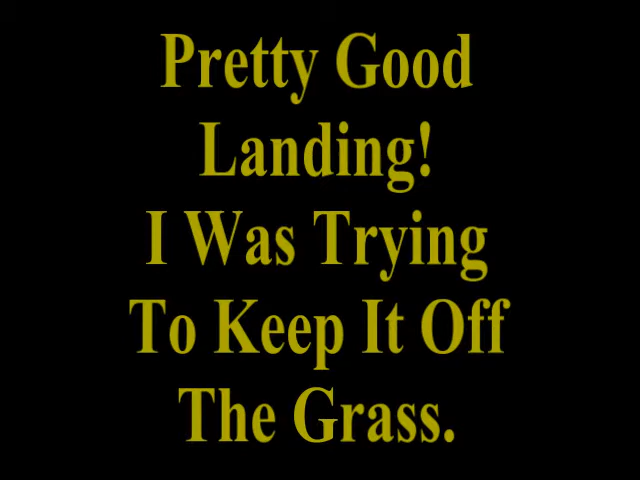 Pretty Good
Landing!
I Was Trying
To Keep It Off
The Grass.